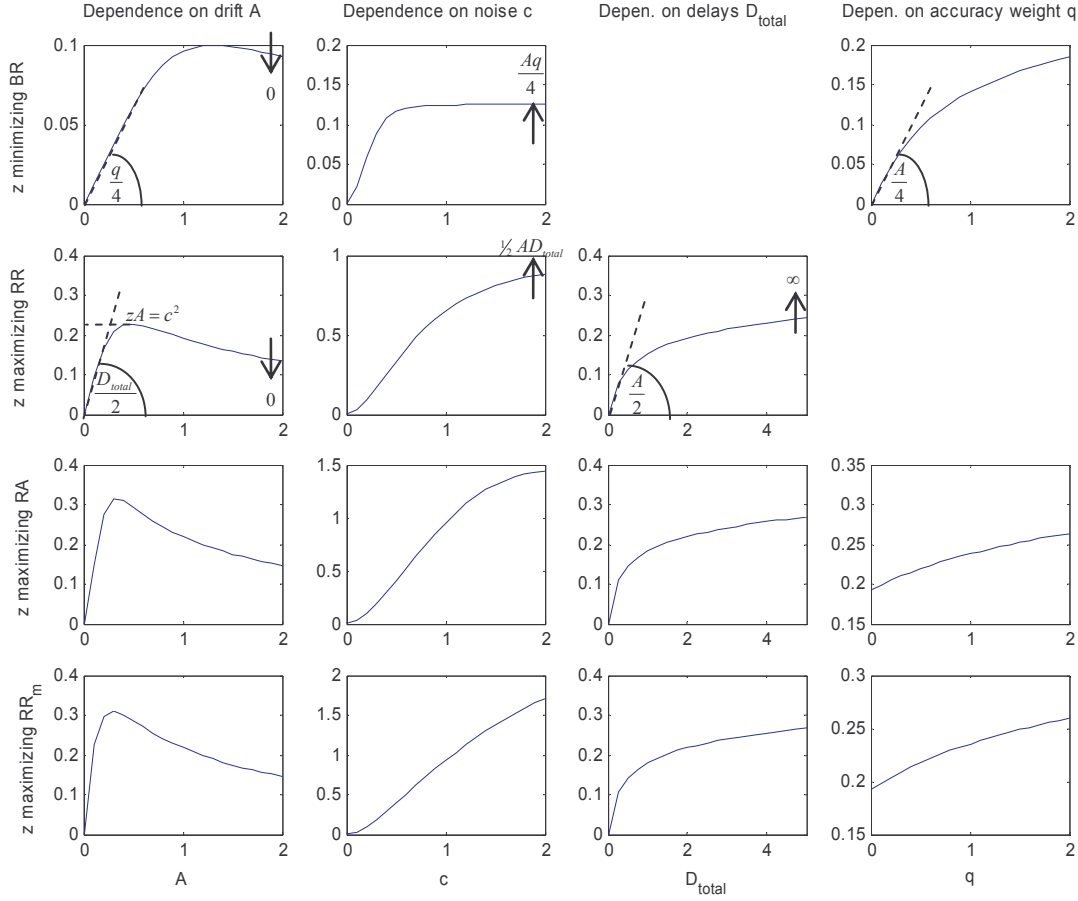 Dependence on drift A
Dependence on noise c
Depen. on delays D_total
Depen. on accuracy weight q
z minimizing BR
0.1
0.05
0
0 1 2
q/4
0
0.2
0.15
0.1
0.05
0
0 1 2
Aq/4
0.2
0.15
0.1
0.05
0
0 1 2
A/4
z maximizing RR
0.4
0.3
0.2
0.1
0
0 1 2
zA = c²
D_total/2
0
1
0.5
0
0 1 2
½ AD_total
0.4
0.3
0.2
0.1
0
0 2 4
A/2
∞
z maximizing RA
0.4
0.3
0.2
0.1
0
0 1 2
1.5
1
0.5
0
0 1 2
0.4
0.3
0.2
0.1
0
0 2 4
0.35
0.3
0.25
0.2
0.15
0 1 2
z maximizing RR_m
0.4
0.3
0.2
0.1
0
0 1 2
A
2
1.5
1
0.5
0
0 1 2
c
0.4
0.3
0.2
0.1
0
0 2 4
D_total
0.3
0.25
0.2
0.15
0 1 2
q